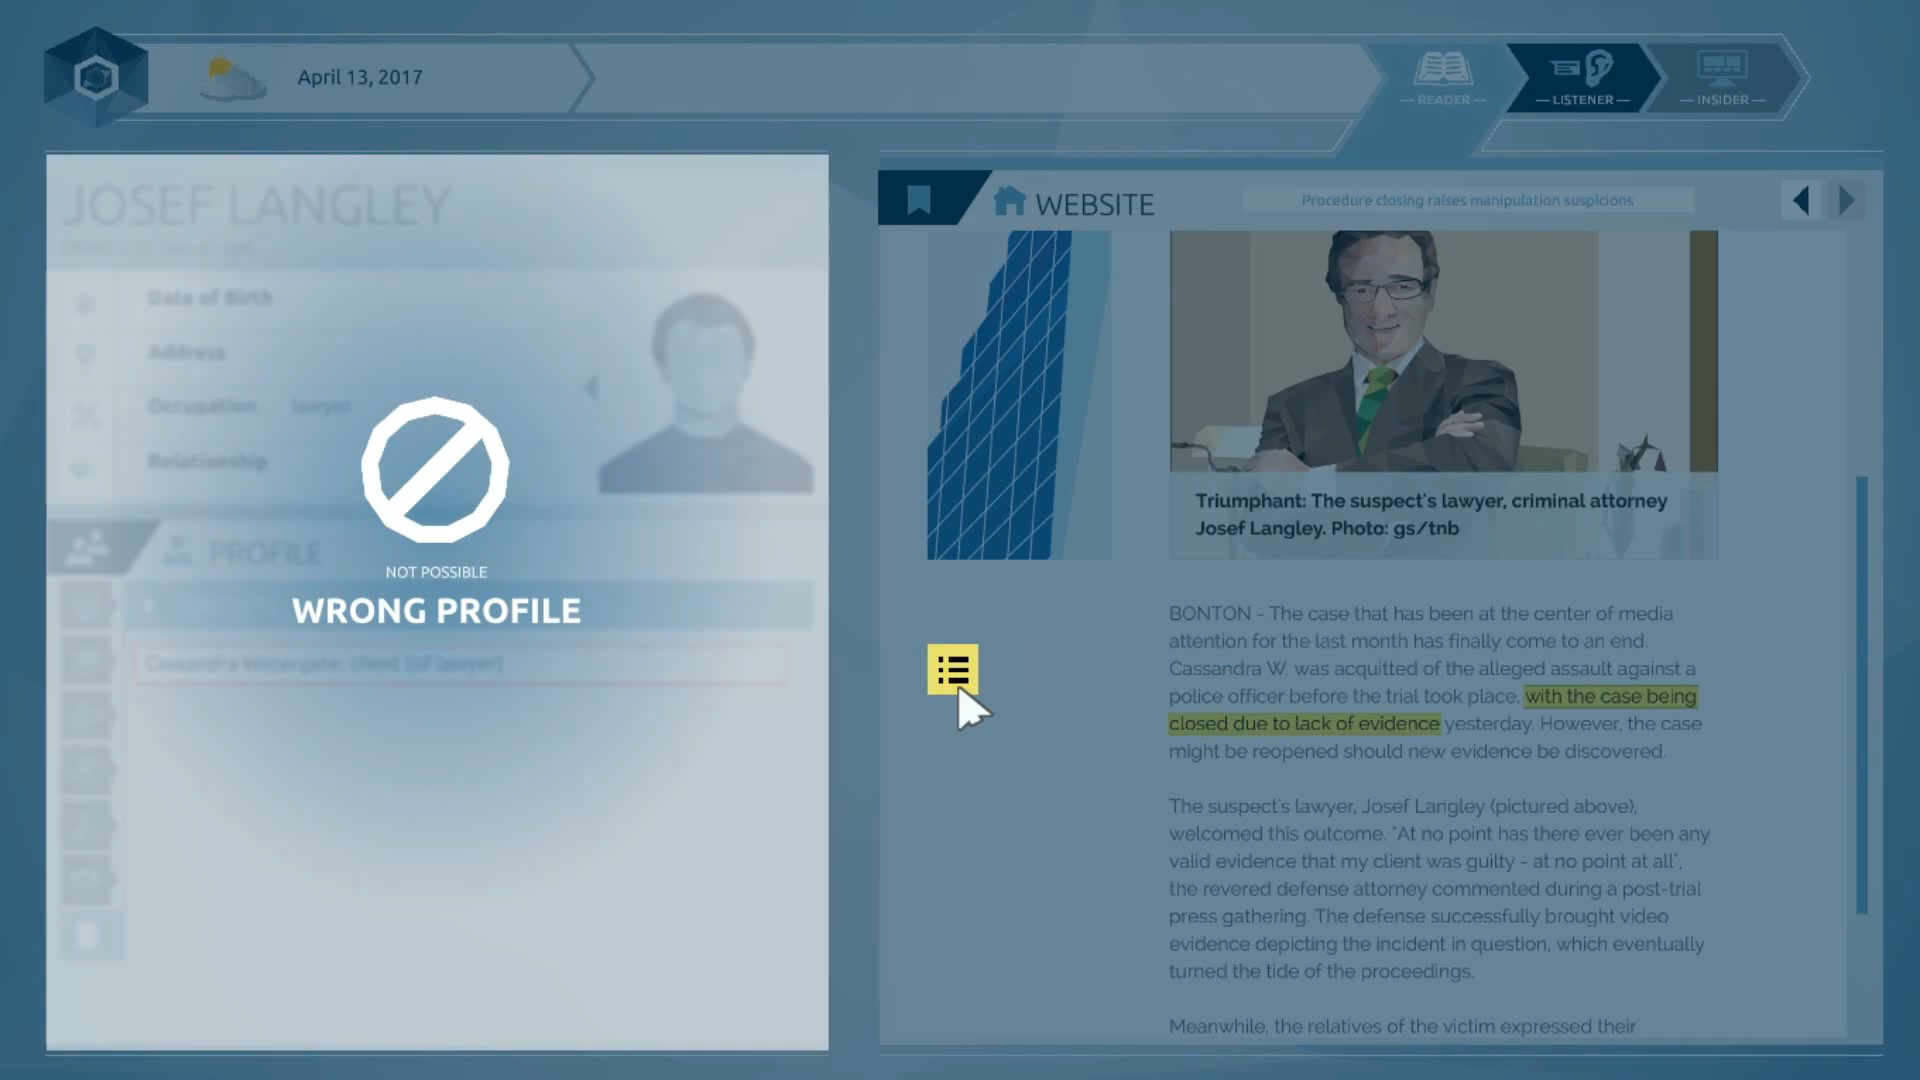 April 13, 2017
READER
LISTENER
INSIDER
JOSEF LANGLEY
Date of Birth
Address
Occupation lawyer
Relationship
PROFILE
NOT POSSIBLE
WRONG PROFILE
Cassandra Watergate: client (of lawyer)
WEBSITE
Procedure closing raises manipulation suspicions
Triumphant: The suspect's lawyer, criminal attorney
Josef Langley. Photo: gs/tnb
BONTON - The case that has been at the center of media
attention for the last month has finally come to an end.
Cassandra W. was acquitted of the alleged assault against a
police officer before the trial took place, with the case being
closed due to lack of evidence yesterday. However, the case
might be reopened should new evidence be discovered.
The suspect's lawyer, Josef Langley (pictured above),
welcomed this outcome. "At no point has there ever been any
valid evidence that my client was guilty - at no point at all",
the revered defense attorney commented during a post-trial
press gathering. The defense successfully brought video
evidence depicting the incident in question, which eventually
turned the tide of the proceedings.
Meanwhile, the relatives of the victim expressed their